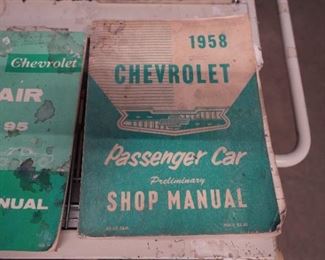 Chevrolet
AIR
95
NUAL
1958
CHEVROLET
Passenger Car
Preliminary
SHOP MANUAL